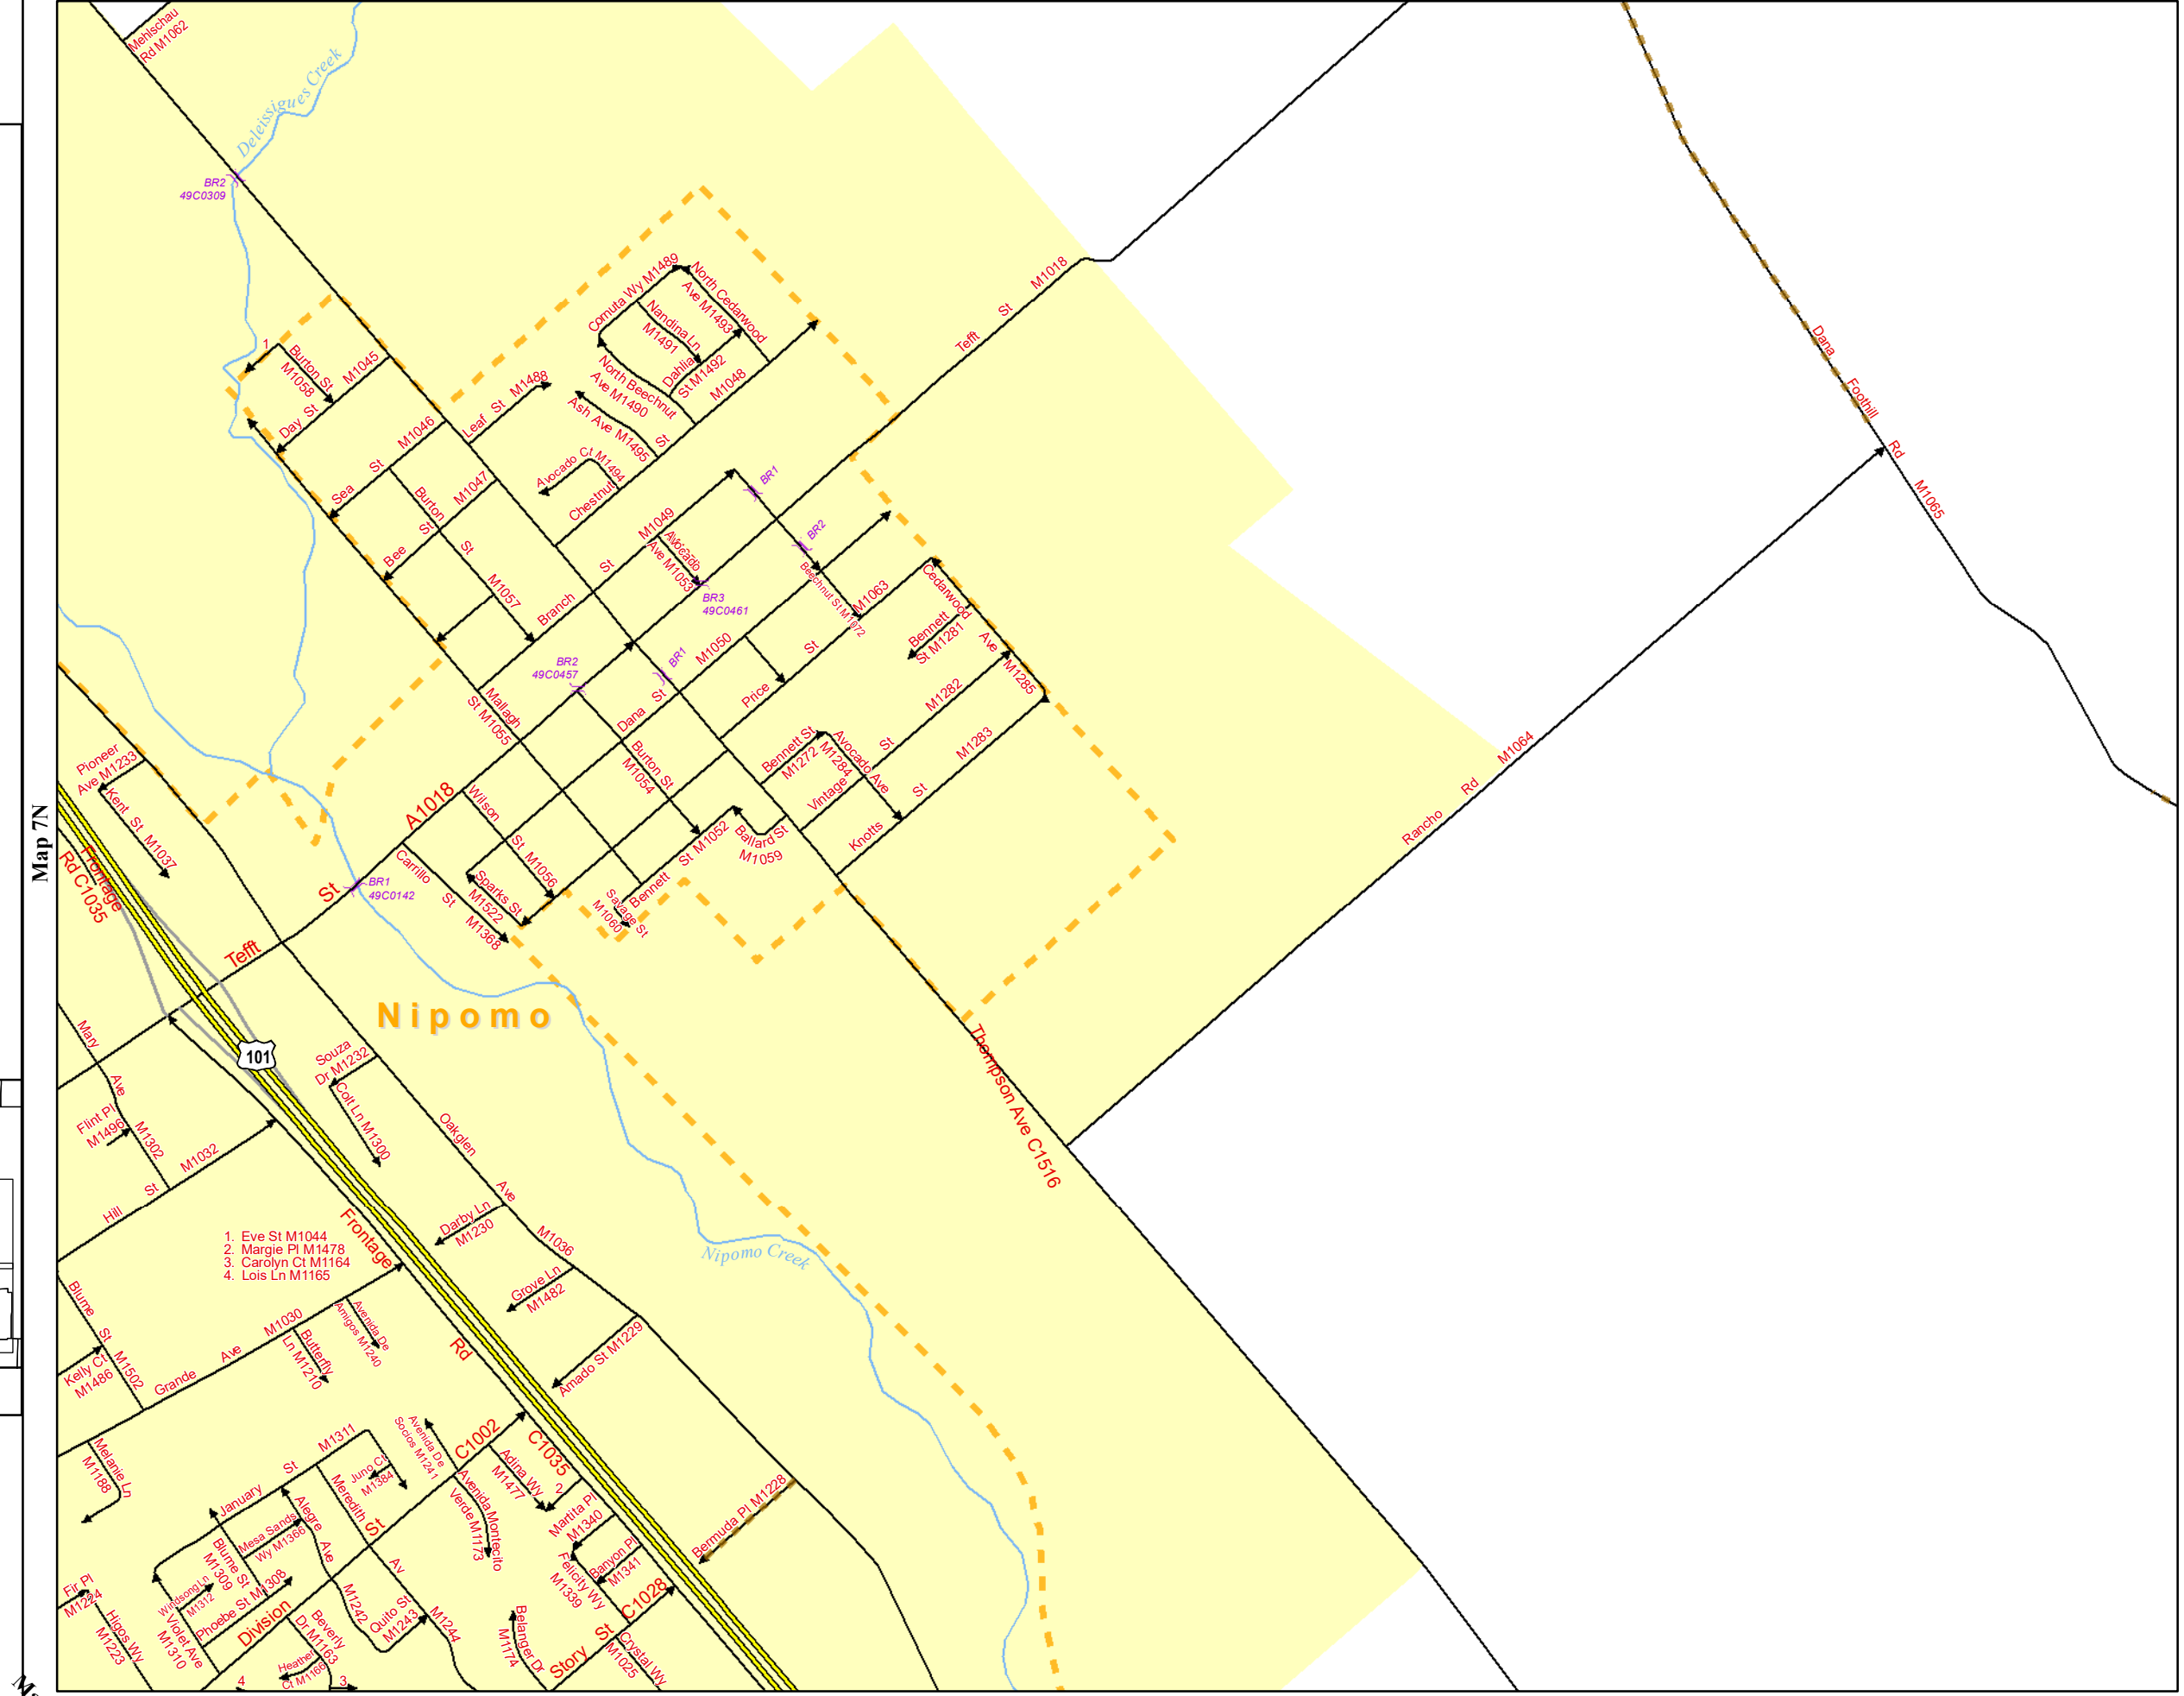 Mehlschau
Rd M1062
Deleissigues Creek
BR2
49C0309
Comuta Wy M1489
North Cedarwood
Ave M1493
Nandina Ln
M1491
Dahlia
St M1492
North Beechnut
Ave M1490
M1048
Ash Ave M1495
Avocado Ct M1494
Chestnut St
Leaf St M1488
1
Burton St
M1058
Day St M1045
Sea St M1046
Bee St M1047
Burton St M1057
Tefft St M1018
Dana Foothill Rd M1065
Branch St M1049
Avocado
Ave M1053
BR1
BR2
BR3
49C0461
Beechnut St M1072
BR2
49C0457
BR1
Mallagh
St M1055
Dana St M1050
Price St M1063
Cedarwood Ave M1285
Bennett
St M1281
Burton St
M1054
Bennett St
M1272
M1284
Avocado Ave
Vintage St M1282
Knotts St M1283
Rancho Rd M1064
Pioneer
Ave M1233
Kent St M1037
Map 7N
Frontage
Rd C1035
Tefft St A1018
BR1
49C0142
Wilson St M1056
Carrillo St M1368
Sparks St
M1522
Bennett St M1052
Ballard St
M1059
Savage St
M1060
Nipomo
Thompson Ave C1516
101
Mary Ave M1302
Flint Pl
M1496
Souza
Dr M1232
Colt Ln M1300
Hill St M1032
Oakglen Ave M1036
Darby Ln
M1230
Nipomo Creek
1. Eve St M1044
2. Margie Pl M1478
3. Carolyn Ct M1164
4. Lois Ln M1165
Frontage Rd C1035
Grove Ln
M1482
Amado St M1229
Blume St M1502
Kelly Ct
M1486
Grande Ave M1030
Butterfly
Ln M1210
Avenida De
Amigos M1240
Melanie Ln
M1188
January St M1311
Juno Ct
M1384
Avenida De
Socios M1241
Division St C1002
Adina Wy
M1477
2
Avenida Montecito
Verde M1173
Martita Pl
M1340
Banyon Pl
M1341
Felicity Wy
M1339
Bermuda Pl M1228
Meredith Av M1244
Alegre Ave M1242
Mesa Sands
Wy M1366
Blume St
M1309
Windsong Ln
M1312
Phoebe St M1308
Violet Ave
M1310
Fir Pl
M1224
Higos Wy
M1223
Quito St
M1243
Beverly
Dr M1163
Heather
Ct M1166
4
3
Belanger Dr
M1174
Story St C1028
Crystal Wy
M1025